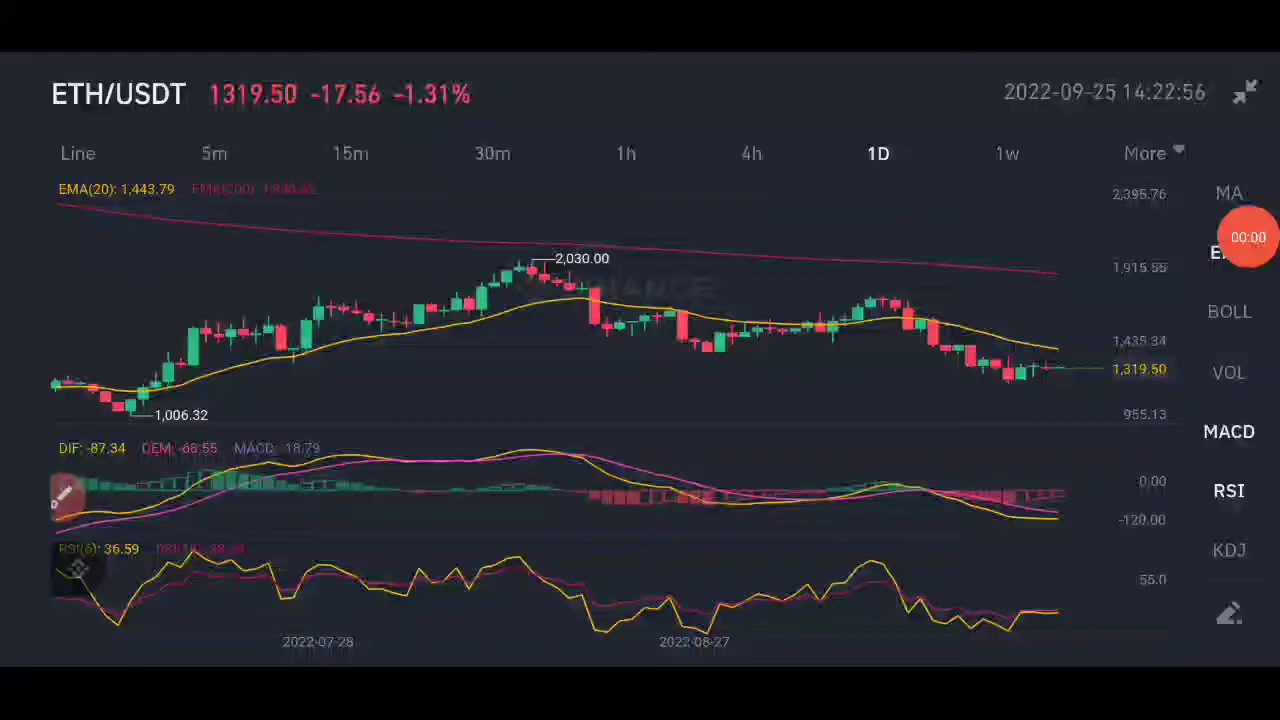 ETH/USDT 1319.50 -17.56 -1.31% 2022-09-25 14:22:56
Line 5m 15m 30m 1h 4h 1D 1w More
EMA(20): 1,443.79
2,395.76
MA
00:00
2,030.00
1,915.55
BOLL
1,435.34
1,319.50
VOL
1,006.32
955.13
MACD
DIF: -87.34 DEM: -68.55 MACD: -18.79
0.00
RSI
-120.00
RSI(6): 36.59
KDJ
55.0
2022-07-28 2022-08-27